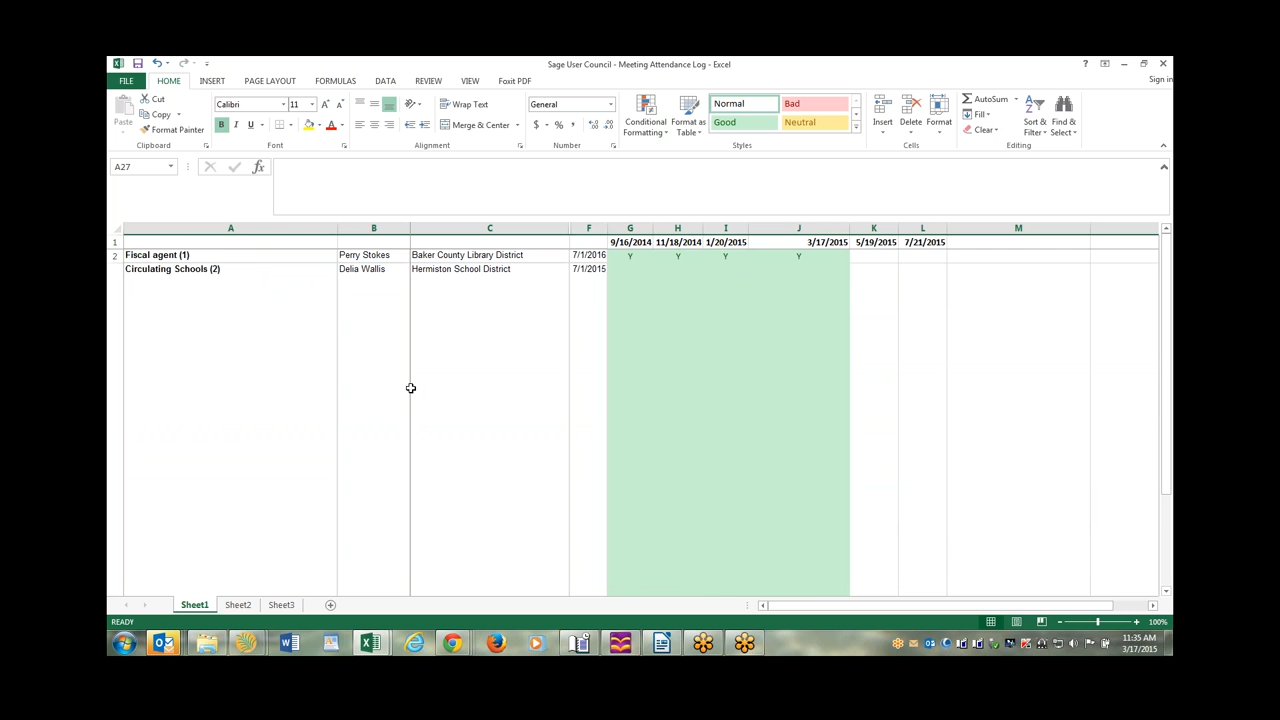 Sage User Council - Meeting Attendance Log - Excel
?
Sign in
FILE HOME INSERT PAGE LAYOUT FORMULAS DATA REVIEW VIEW Foxit PDF
Paste
Cut
Copy
Format Painter
Clipboard
Calibri 11
B I U
Font
Wrap Text
Merge & Center
Alignment
General
$ % ,
Number
Conditional Formatting
Format as Table
Normal Bad
Good Neutral
Styles
Insert Delete Format
Cells
AutoSum
Fill
Clear
Sort & Filter
Find & Select
Editing
A27 fx
A B C F G H I J K L M
1 9/16/2014 11/18/2014 1/20/2015 3/17/2015 5/19/2015 7/21/2015
2 Fiscal agent (1) Perry Stokes Baker County Library District 7/1/2016 Y Y Y Y
Circulating Schools (2) Delia Wallis Hermiston School District 7/1/2015
Sheet1 Sheet2 Sheet3
READY 100%
11:35 AM
3/17/2015